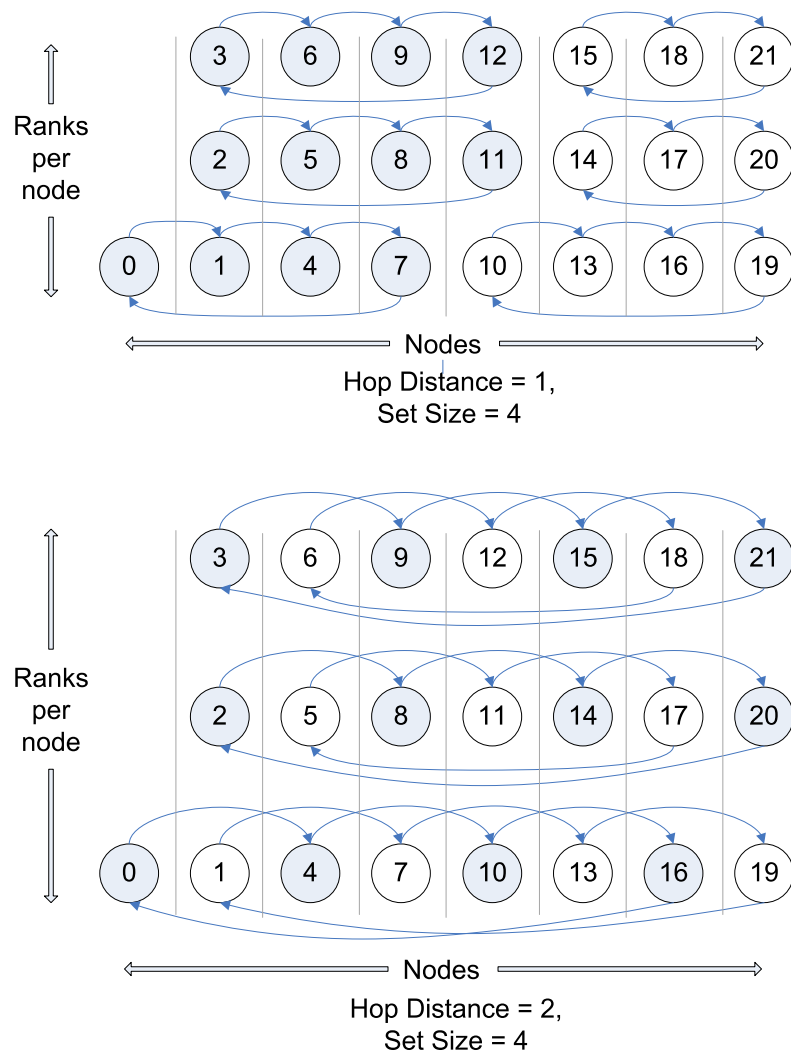 3 6 9 12 15 18 21
Ranks
per
node
2 5 8 11 14 17 20
0 1 4 7 10 13 16 19
Nodes
Hop Distance = 1,
Set Size = 4
3 6 9 12 15 18 21
Ranks
per
node
2 5 8 11 14 17 20
0 1 4 7 10 13 16 19
Nodes
Hop Distance = 2,
Set Size = 4